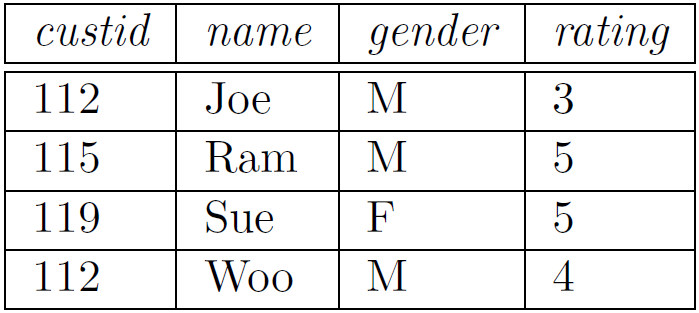 custid name gender rating
112 Joe M 3
115 Ram M 5
119 Sue F 5
112 Woo M 4